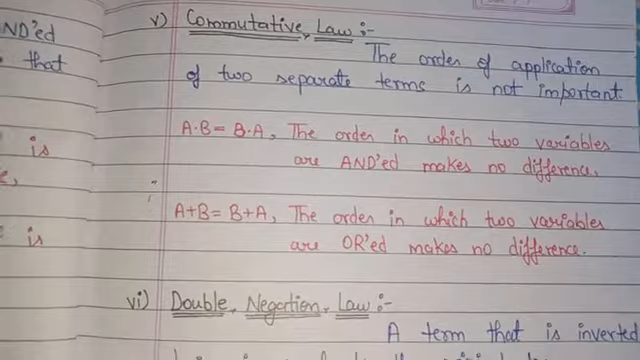 ND'ed
that
is
is
v) Commutative, Law :-
The order of application
of two separate terms is not important
A.B = B.A, The order in which two variables
are AND'ed makes no difference.
A+B = B+A, The order in which two variables
are OR'ed makes no difference.
vi) Double, Negation, Law :-
A term that is inverted